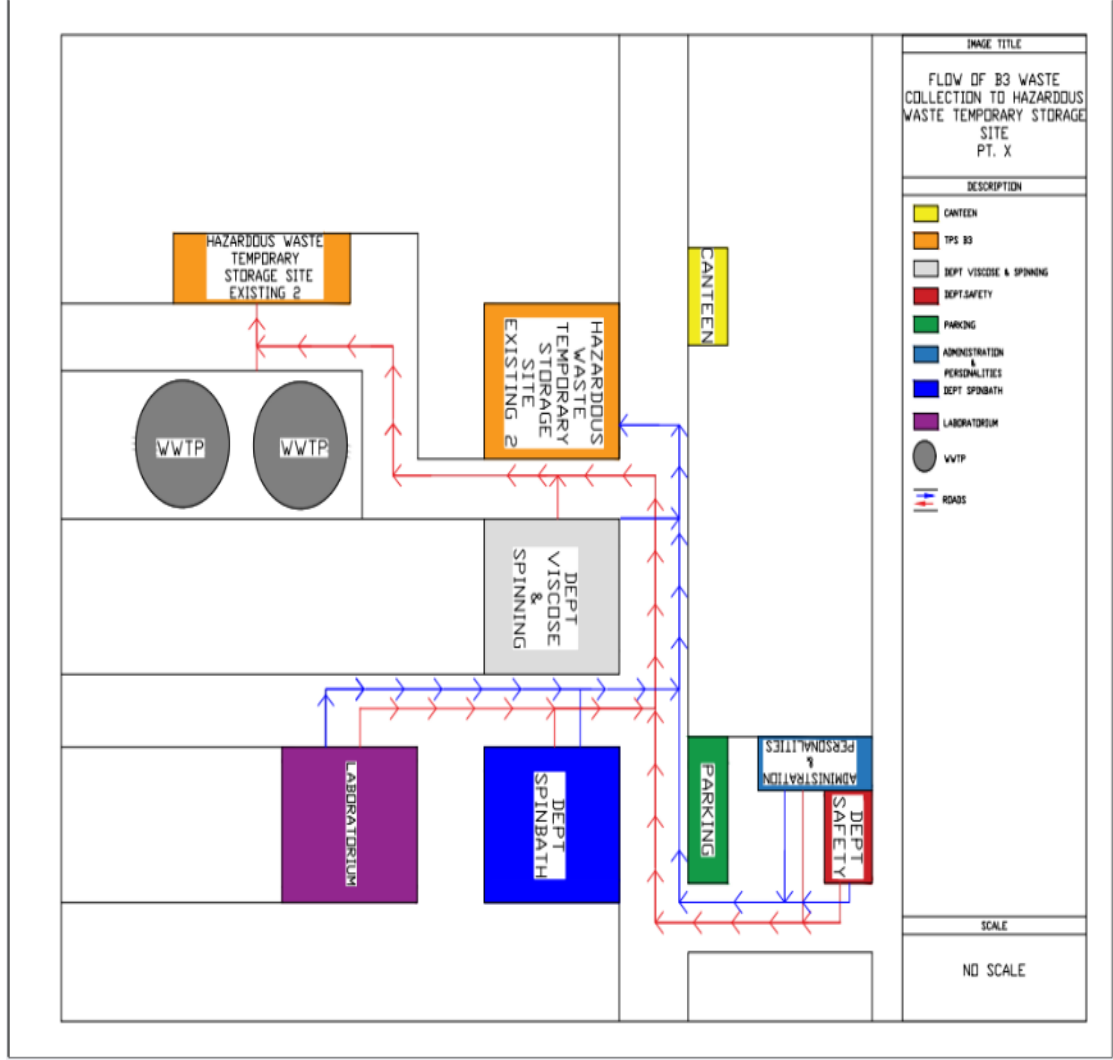 IMAGE TITLE
FLOW OF B3 WASTE
COLLECTION TO HAZARDOUS
WASTE TEMPORARY STORAGE
SITE
PT. X
DESCRIPTION
CANTEEN
TPS B3
DEPT VISCOSE & SPINNING
DEPT.SAFETY
PARKING
ADMINISTRATION
&
PERSONALITIES
DEPT SPINBATH
LABORATORIUM
WWTP
ROADS
SCALE
NO SCALE
HAZARDOUS WASTE
TEMPORARY
STORAGE SITE
EXISTING 2
HAZARDOUS
WASTE
TEMPORARY
STORAGE
SITE
EXISTING 2
CANTEEN
WWTP
WWTP
DEPT
VISCOSE
&
SPINNING
LABORATORIUM
DEPT
SPINBATH
PARKING
ADMINISTRATION
&
PERSONALITIES
DEPT
SAFETY